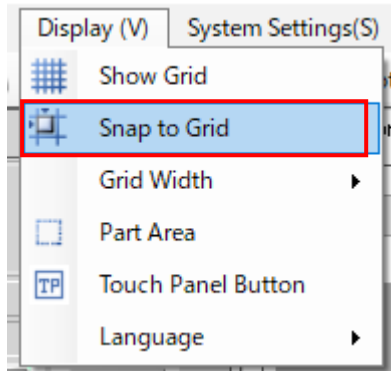 Display (V) System Settings(S)
Show Grid
Snap to Grid
Grid Width
Part Area
TP Touch Panel Button
Language